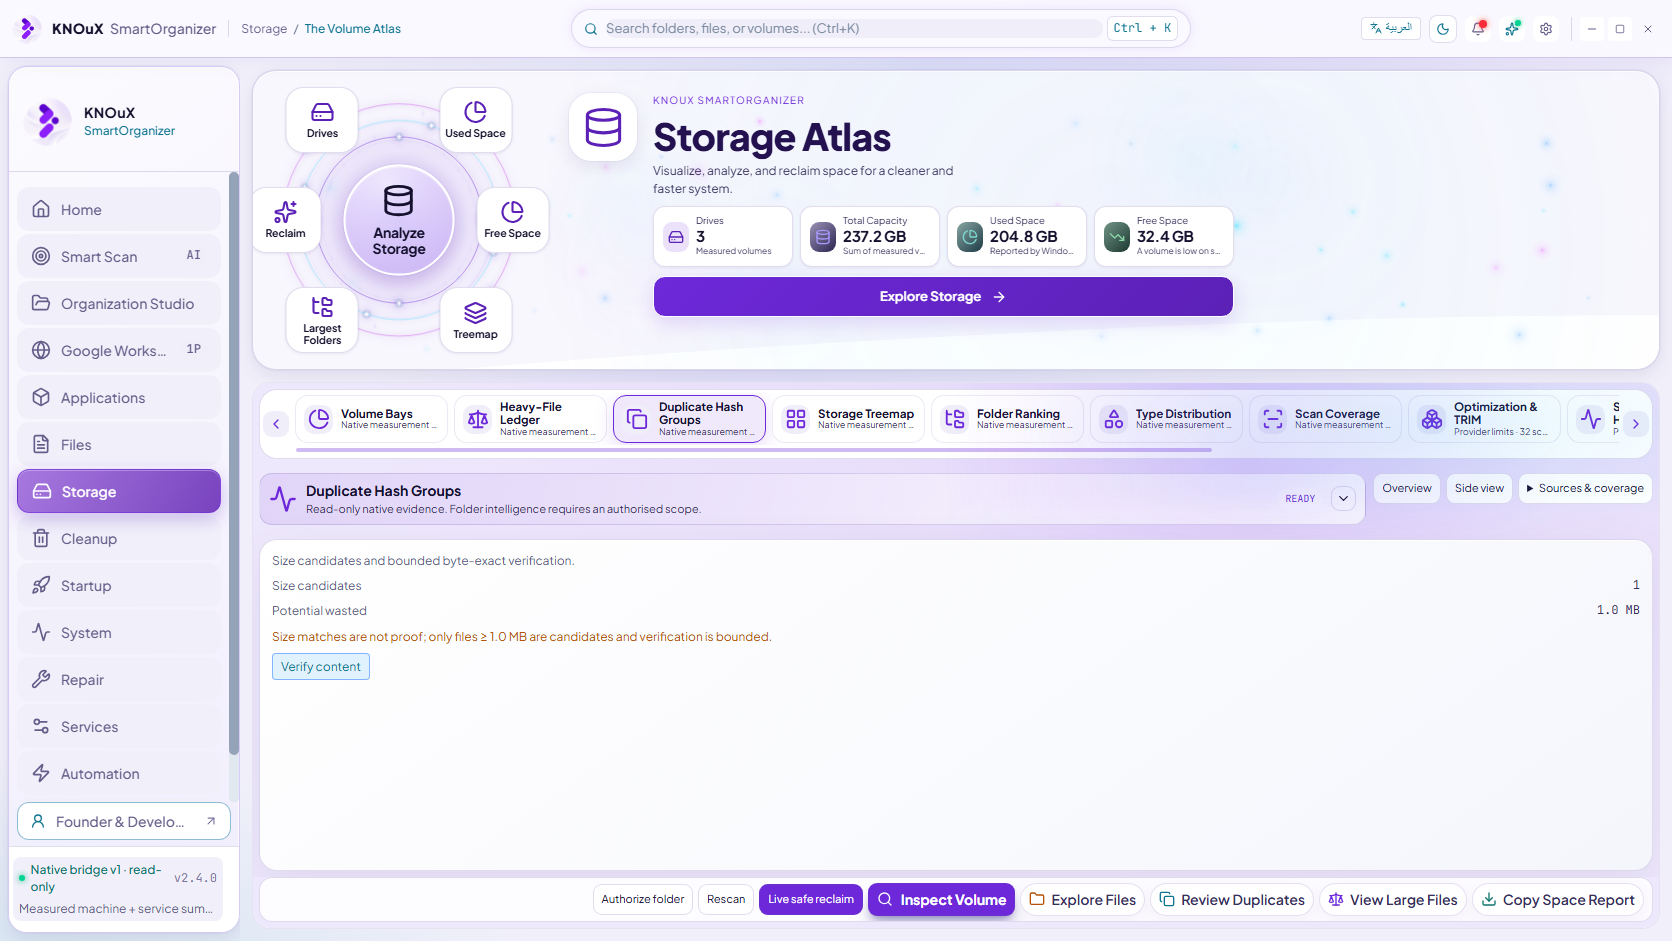 KNOuX SmartOrganizer
Storage / The Volume Atlas
Search folders, files, or volumes... (Ctrl+K)
Ctrl + K
العربية
KNOuX
SmartOrganizer
Home
Smart Scan AI
Organization Studio
Google Works... 1P
Applications
Files
Storage
Cleanup
Startup
System
Repair
Services
Automation
Founder & Develo...
Native bridge v1 · read-only
v2.4.0
Measured machine + service sum...
Drives
Used Space
Reclaim
Analyze
Storage
Free Space
Largest
Folders
Treemap
KNOUX SMARTORGANIZER
Storage Atlas
Visualize, analyze, and reclaim space for a cleaner and
faster system.
Drives
3
Measured volumes
Total Capacity
237.2 GB
Sum of measured v...
Used Space
204.8 GB
Reported by Windo...
Free Space
32.4 GB
A volume is low on s...
Explore Storage
Volume Bays
Native measurement ...
Heavy-File
Ledger
Native measurement ...
Duplicate Hash
Groups
Native measurement ...
Storage Treemap
Native measurement ...
Folder Ranking
Native measurement ...
Type Distribution
Native measurement ...
Scan Coverage
Native measurement ...
Optimization &
TRIM
Provider limits · 32 sc...
Duplicate Hash Groups
Read-only native evidence. Folder intelligence requires an authorised scope.
READY
Overview
Side view
Sources & coverage
Size candidates and bounded byte-exact verification.
Size candidates 1
Potential wasted 1.0 MB
Size matches are not proof; only files ≥ 1.0 MB are candidates and verification is bounded.
Verify content
Authorize folder
Rescan
Live safe reclaim
Inspect Volume
Explore Files
Review Duplicates
View Large Files
Copy Space Report